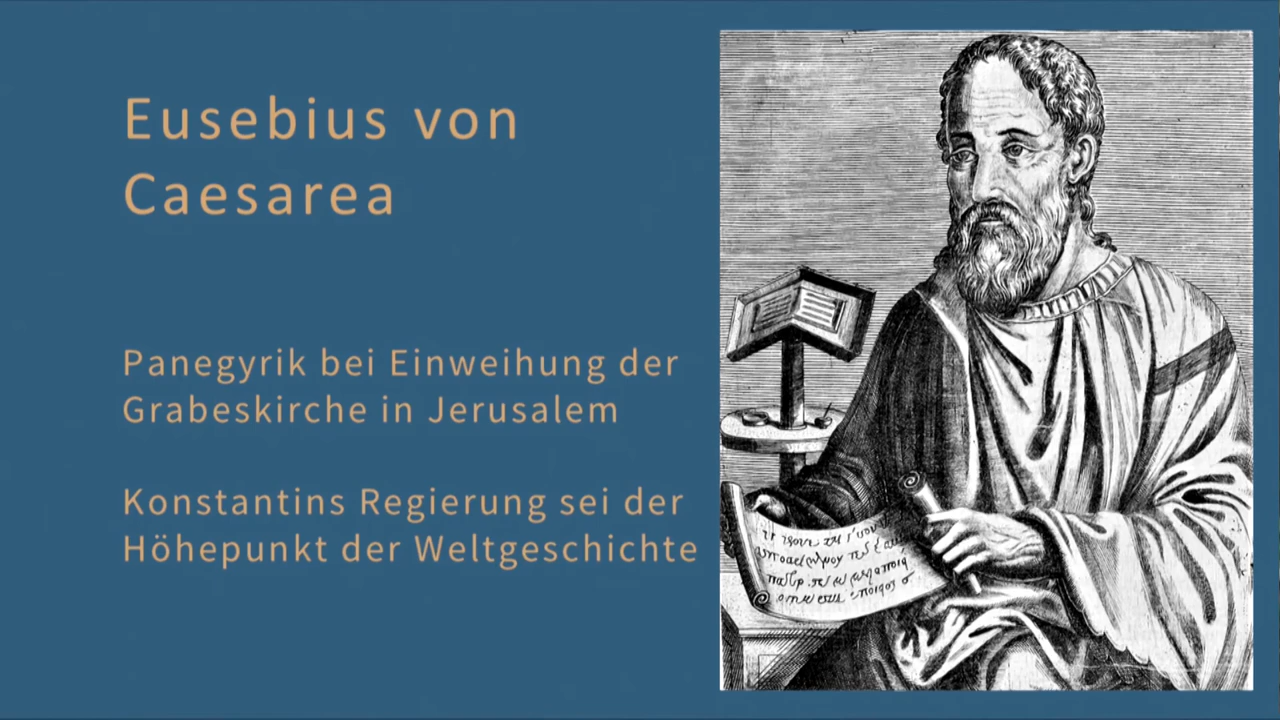 Eusebius von
Caesarea
Panegyrik bei Einweihung der
Grabeskirche in Jerusalem
Konstantins Regierung sei der
Höhepunkt der Weltgeschichte